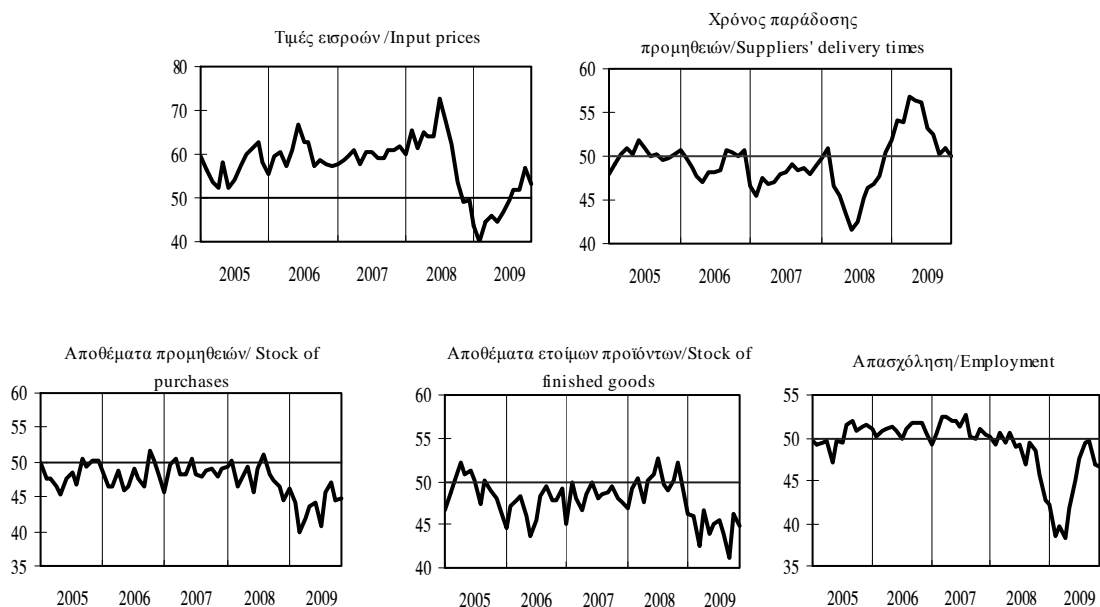 Τιμές εισροών /Input prices
80
70
60
50
40
2005 2006 2007 2008 2009
Χρόνος παράδοσης
προμηθειών/Suppliers' delivery times
60
55
50
45
40
2005 2006 2007 2008 2009
Αποθέματα προμηθειών/ Stock of
purchases
60
55
50
45
40
35
2005 2006 2007 2008 2009
Αποθέματα ετοίμων προϊόντων/Stock of
finished goods
60
55
50
45
40
35
2005 2006 2007 2008 2009
Απασχόληση/Employment
55
50
45
40
35
2005 2006 2007 2008 2009